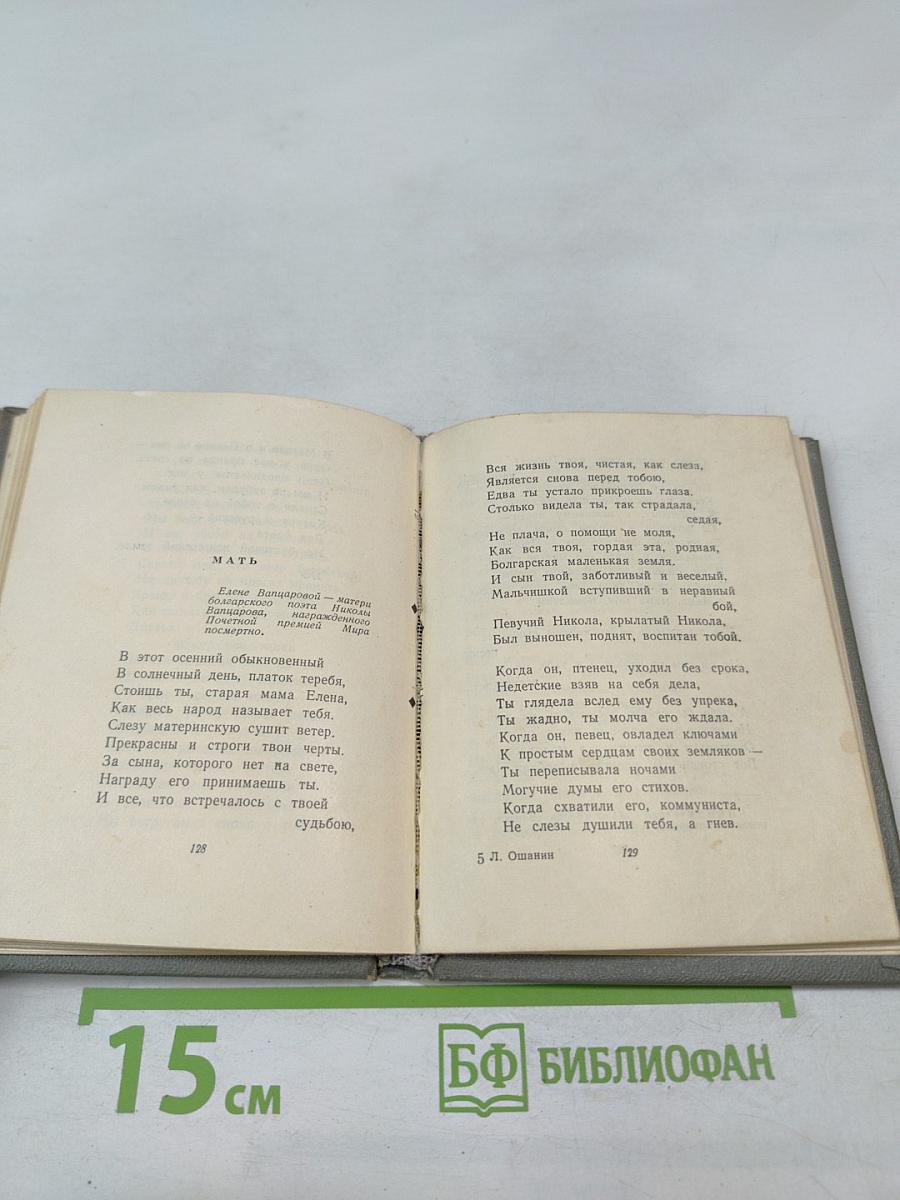 МАТЬ
Елене Вапцаровой — матери
болгарского поэта Николы
Вапцарова, награжденного
Почетной премией Мира
посмертно.
В этот осенний обыкновенный
В солнечный день, платок теребя,
Стоишь ты, старая мама Елена,
Как весь народ называет тебя.
Слезу материнскую сушит ветер.
Прекрасны и строги твои черты.
За сына, которого нет на свете,
Награду его принимаешь ты.
И все, что встречалось с твоей
судьбою,
128
Вся жизнь твоя, чистая, как слеза,
Является снова перед тобою,
Едва ты устало прикроешь глаза.
Столько видела ты, так страдала,
седая,
Не плача, о помощи не моля,
Как вся твоя, гордая эта, родная,
Болгарская маленькая земля.
И сын твой, заботливый и веселый,
Мальчишкой вступивший в неравный
бой,
Певучий Никола, крылатый Никола,
Был выношен, поднят, воспитан тобой.
Когда он, птенец, уходил без срока,
Недетские взяв на себя дела,
Ты глядела вслед ему без упрека,
Ты жадно, ты молча его ждала.
Когда он, певец, овладел ключами
К простым сердцам своих земляков —
Ты переписывала ночами
Могучие думы его стихов.
Когда схватили его, коммуниста,
Не слезы душили тебя, а гнев.
5 Л. Ошанин
129
15 см
БФ БИБЛИОФАН